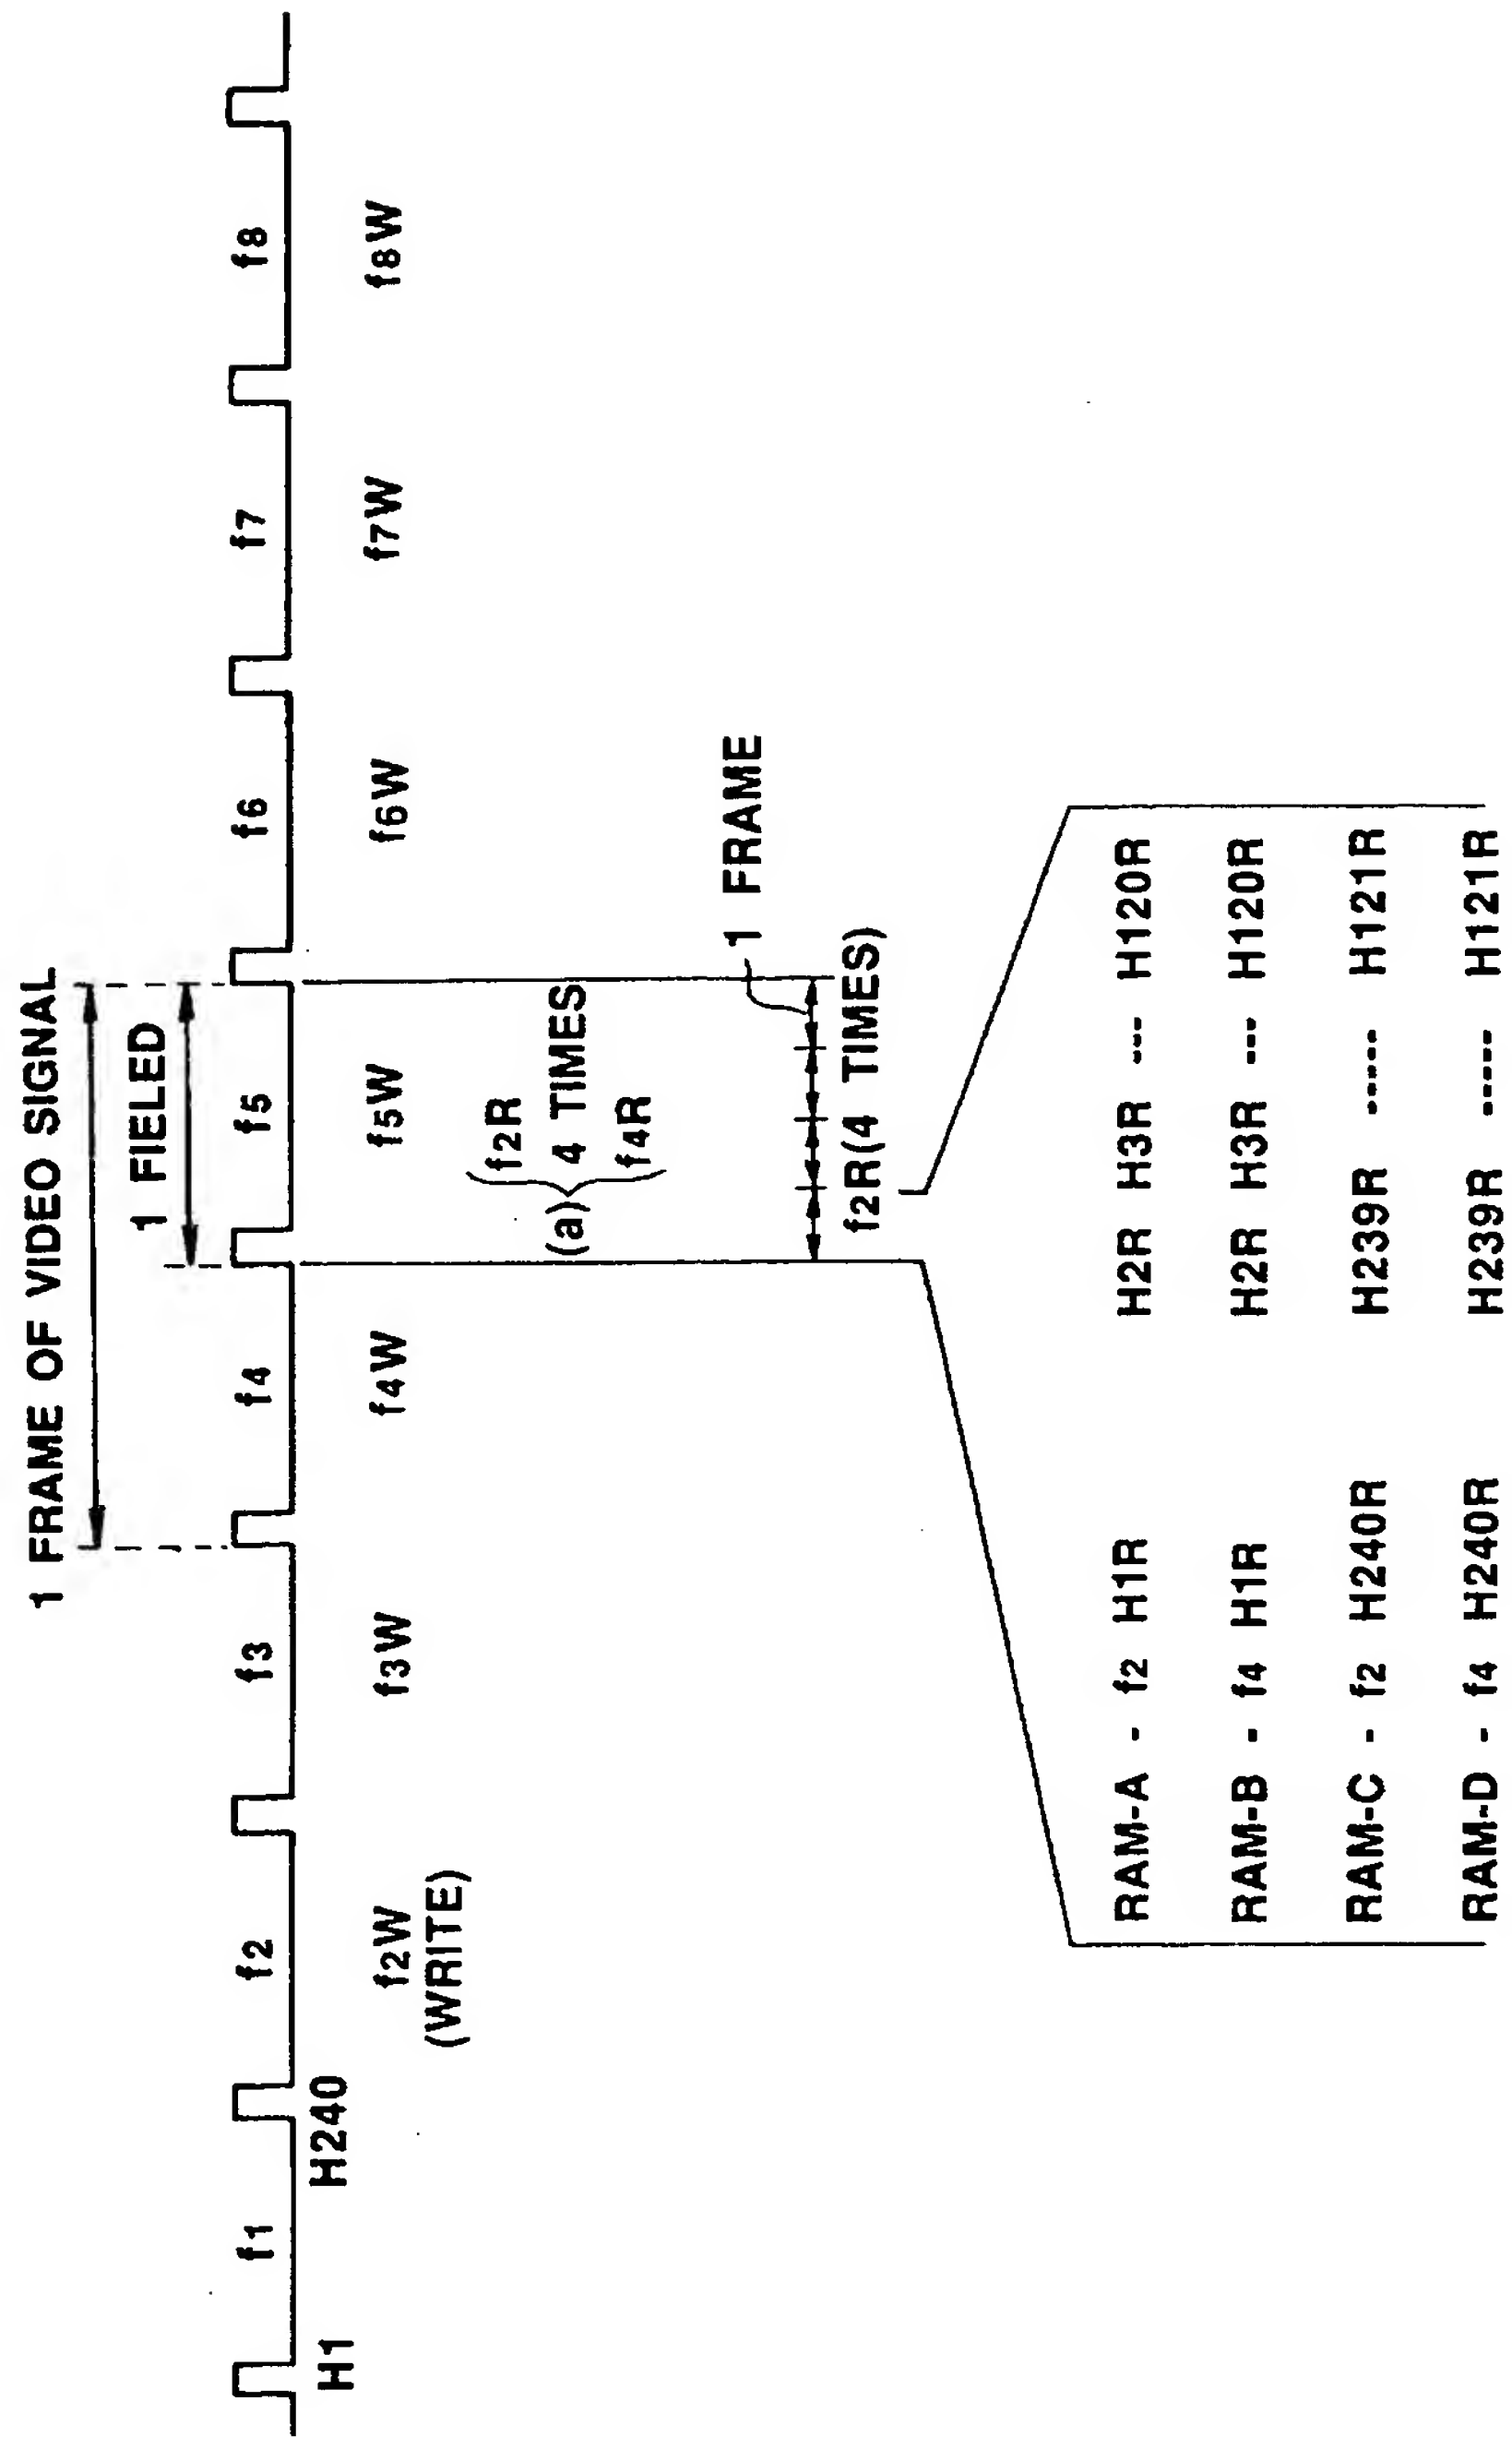 1 FRAME OF VIDEO SIGNAL
1 FIELED
f1 f2 f3 f4 f5 f6 f7 f8
H1 H240
f2W f3W f4W f5W f6W f7W f8W
(WRITE)
f2R
(a) 4 TIMES
f4R
1 FRAME
f2R(4 TIMES)
RAM-A - f2 H1R H2R H3R --- H120R
RAM-B - f4 H1R H2R H3R --- H120R
RAM-C - f2 H240R H239R ----- H121R
RAM-D - f4 H240R H239R ----- H121R